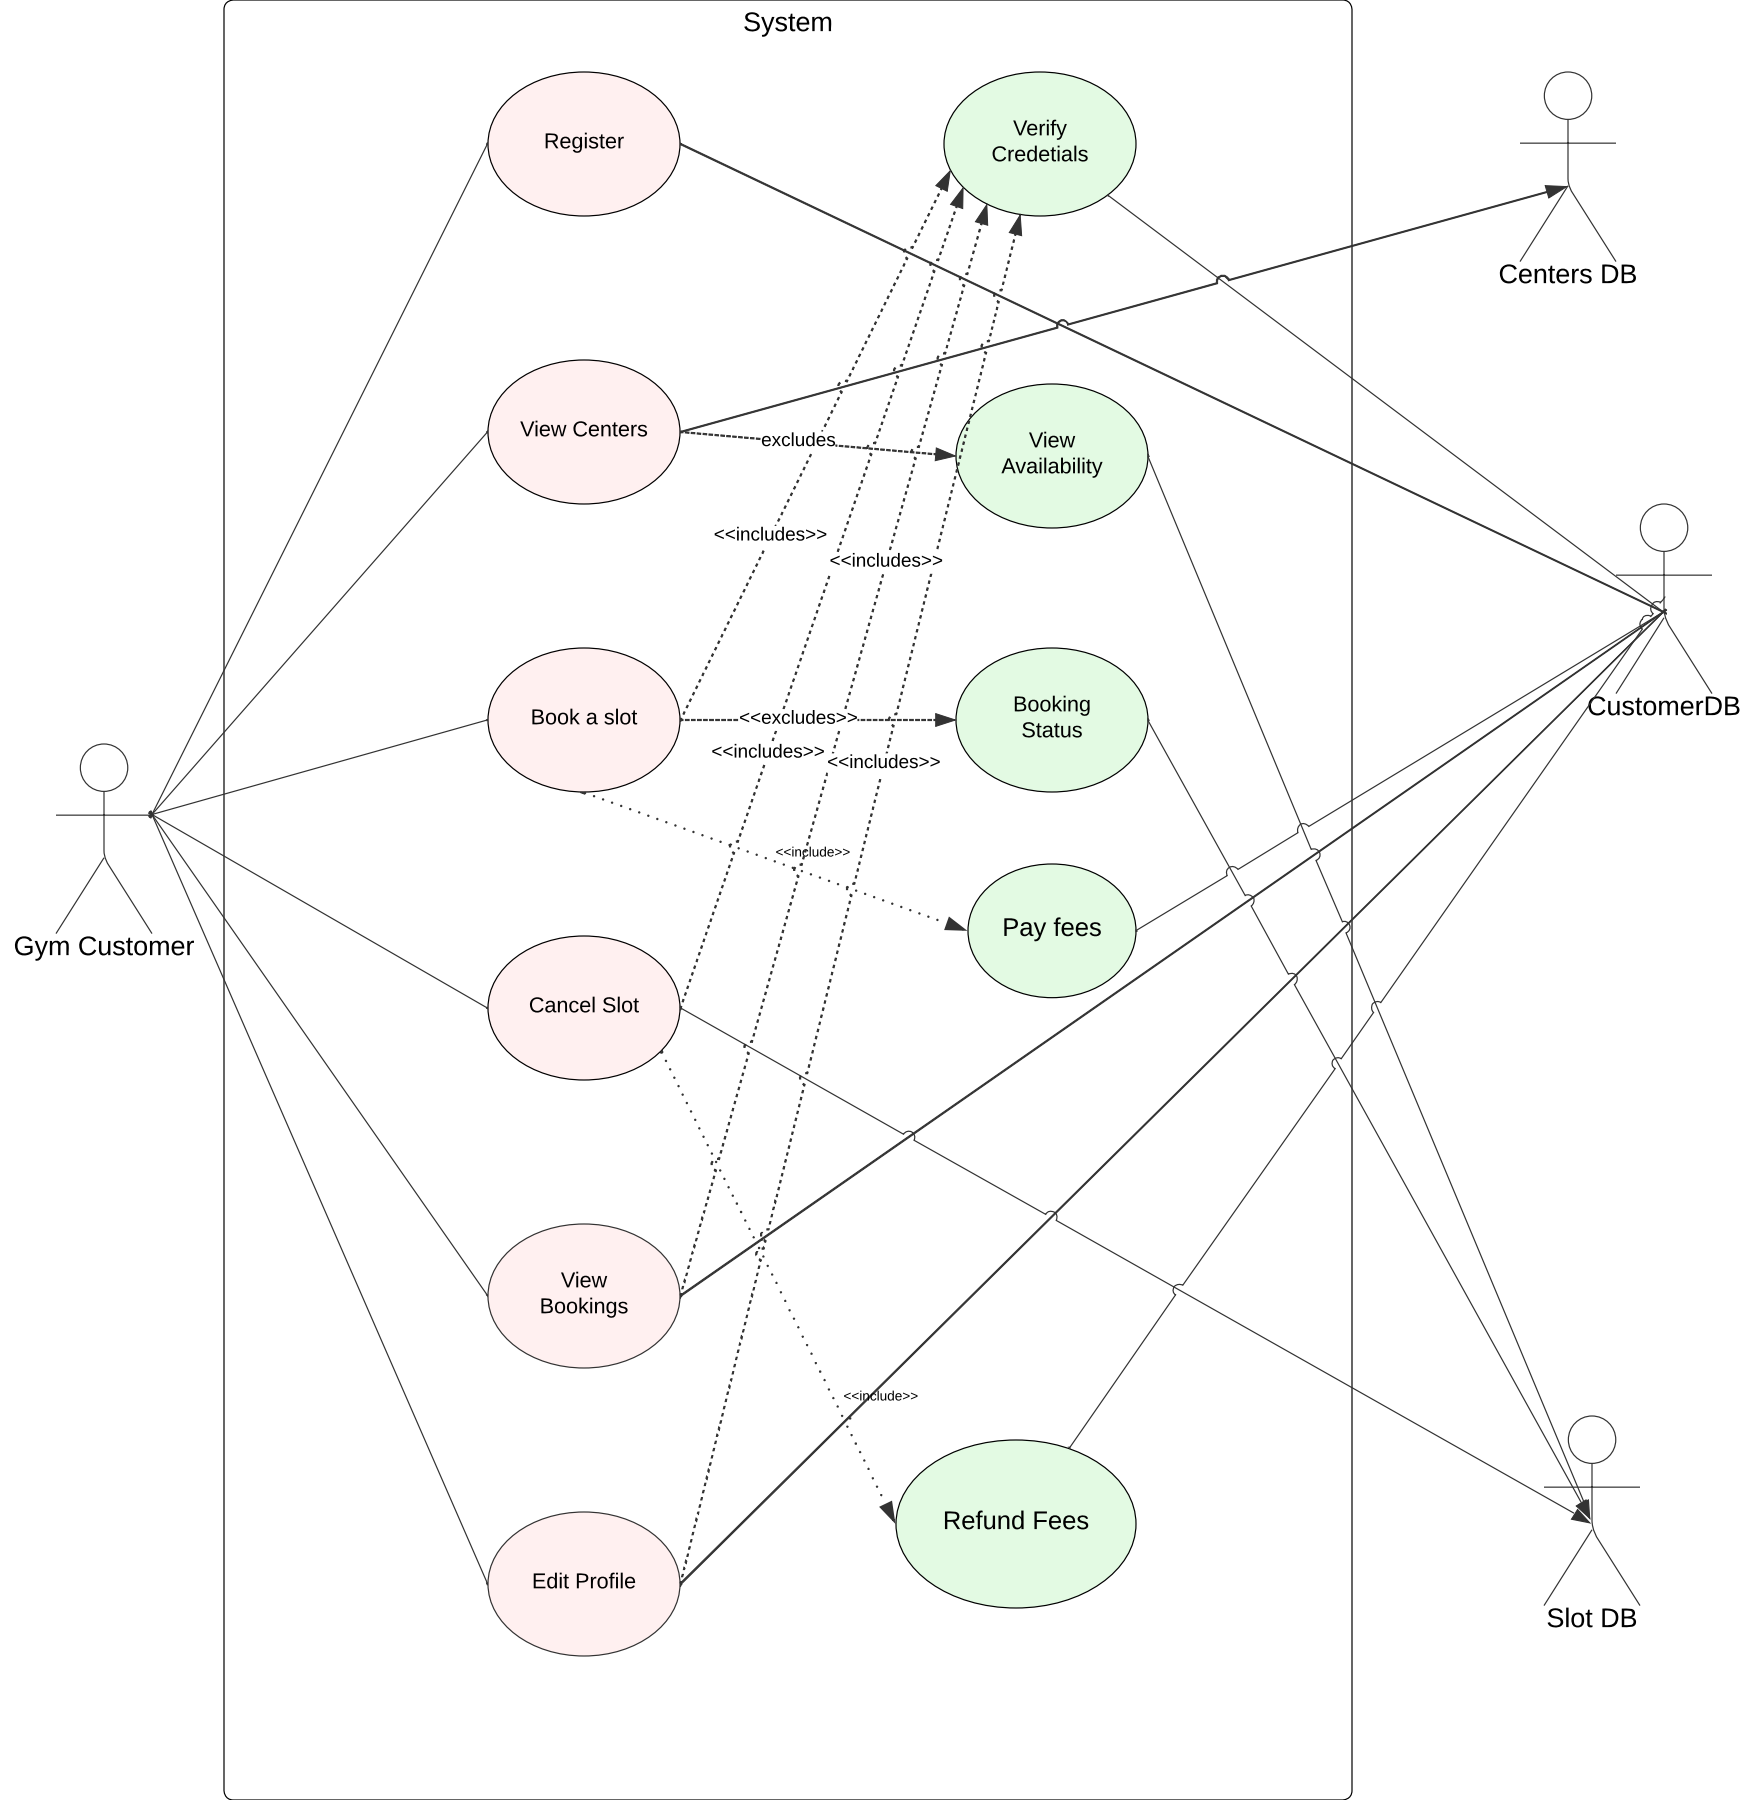 System
Register
Verify
Credetials
Centers DB
View Centers
excludes
View
Availability
<<includes>>
<<includes>>
Book a slot
<<excludes>>
Booking
Status
CustomerDB
<<includes>>
<<includes>>
<<include>>
Gym Customer
Pay fees
Cancel Slot
View
Bookings
<<include>>
Refund Fees
Edit Profile
Slot DB